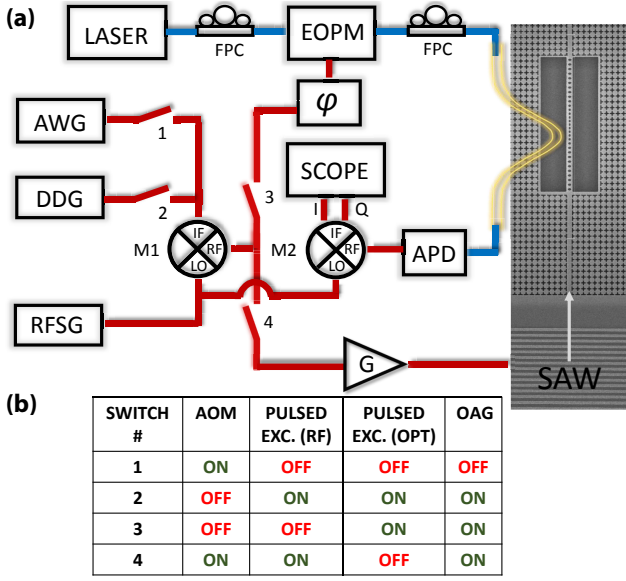 (a)
LASER
FPC
EOPM
FPC
φ
AWG
1
DDG
2
3
SCOPE
I Q
M1
IF
RF
LO
M2
IF
RF
LO
APD
RFSG
4
G
SAW
(b)
SWITCH # AOM PULSED EXC. (RF) PULSED EXC. (OPT) OAG
1 ON OFF OFF OFF
2 OFF ON ON ON
3 OFF OFF ON ON
4 ON ON OFF ON